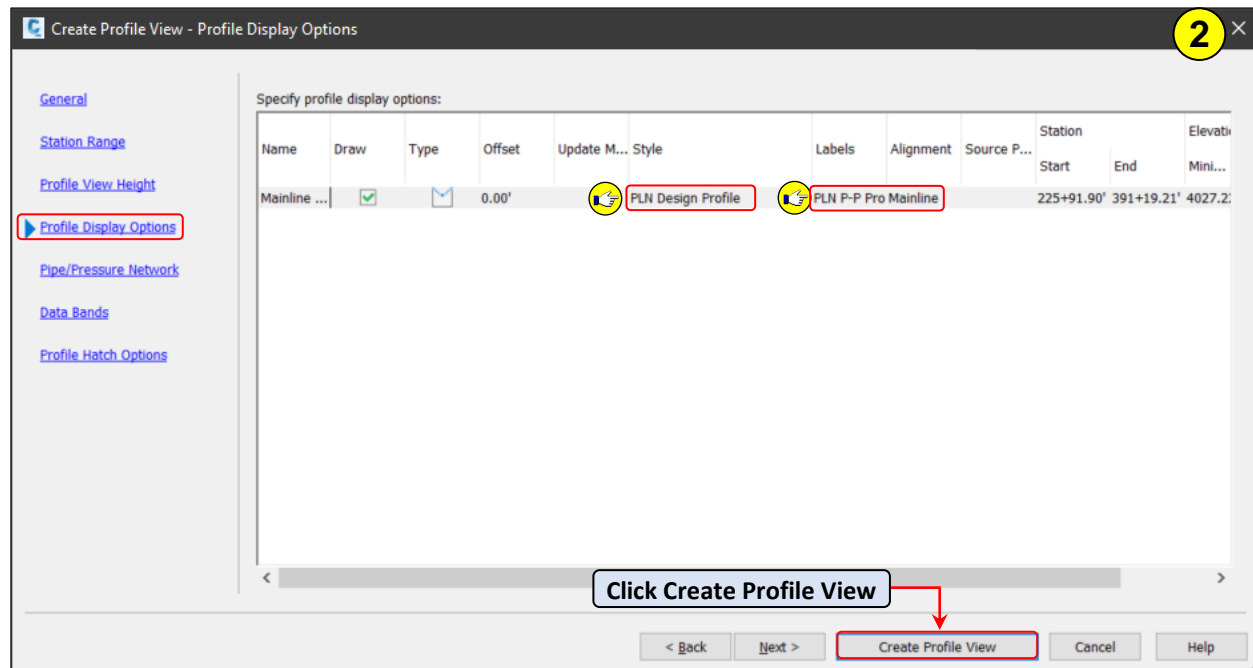 Create Profile View - Profile Display Options
2
General
Station Range
Profile View Height
Profile Display Options
Pipe/Pressure Network
Data Bands
Profile Hatch Options
Specify profile display options:
Station Elevati
Name Draw Type Offset Update M... Style Labels Alignment Source P...
Start End Mini...
Mainline ... 0.00' PLN Design Profile PLN P-P Pro Mainline 225+91.90' 391+19.21' 4027.2
Click Create Profile View
< Back Next > Create Profile View Cancel Help